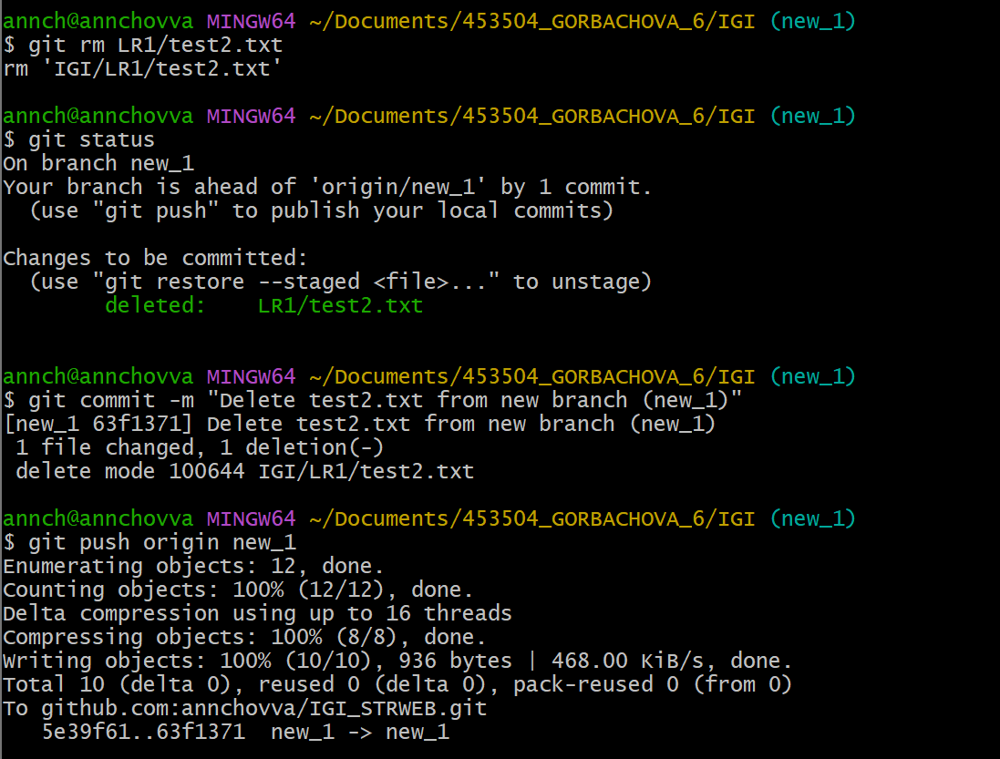 annch@annchovva MINGW64 ~/Documents/453504_GORBACHOVA_6/IGI (new_1)
$ git rm LR1/test2.txt
rm 'IGI/LR1/test2.txt'
annch@annchovva MINGW64 ~/Documents/453504_GORBACHOVA_6/IGI (new_1)
$ git status
On branch new_1
Your branch is ahead of 'origin/new_1' by 1 commit.
  (use "git push" to publish your local commits)
Changes to be committed:
  (use "git restore --staged <file>..." to unstage)
        deleted:    LR1/test2.txt
annch@annchovva MINGW64 ~/Documents/453504_GORBACHOVA_6/IGI (new_1)
$ git commit -m "Delete test2.txt from new branch (new_1)"
[new_1 63f1371] Delete test2.txt from new branch (new_1)
 1 file changed, 1 deletion(-)
 delete mode 100644 IGI/LR1/test2.txt
annch@annchovva MINGW64 ~/Documents/453504_GORBACHOVA_6/IGI (new_1)
$ git push origin new_1
Enumerating objects: 12, done.
Counting objects: 100% (12/12), done.
Delta compression using up to 16 threads
Compressing objects: 100% (8/8), done.
Writing objects: 100% (10/10), 936 bytes | 468.00 KiB/s, done.
Total 10 (delta 0), reused 0 (delta 0), pack-reused 0 (from 0)
To github.com:annchovva/IGI_STRWEB.git
   5e39f61..63f1371  new_1 -> new_1